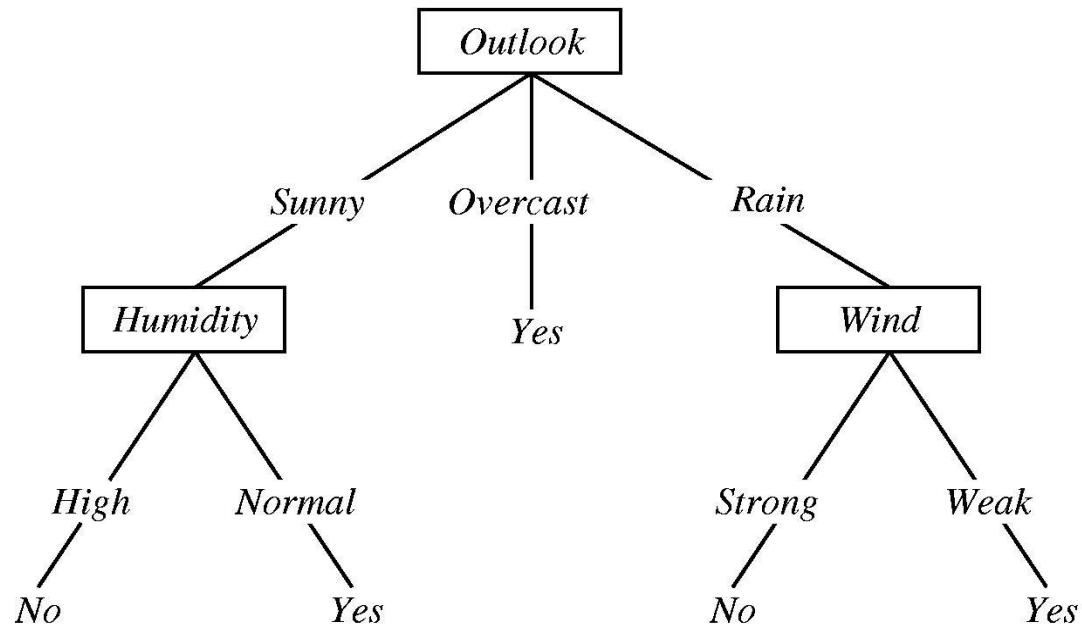 Outlook
Sunny Overcast Rain
Humidity Yes Wind
High Normal Strong Weak
No Yes No Yes